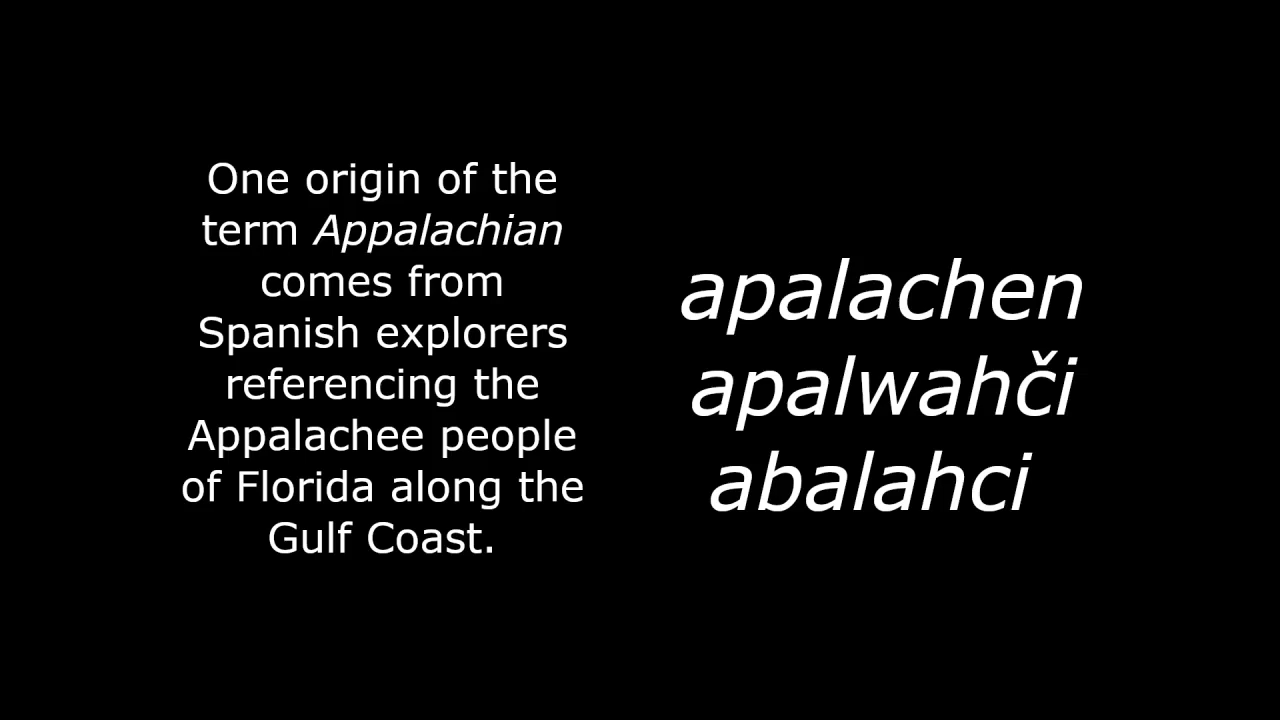 One origin of the
term Appalachian
comes from
Spanish explorers
referencing the
Appalachee people
of Florida along the
Gulf Coast.
apalachen
apalwahči
abalahci